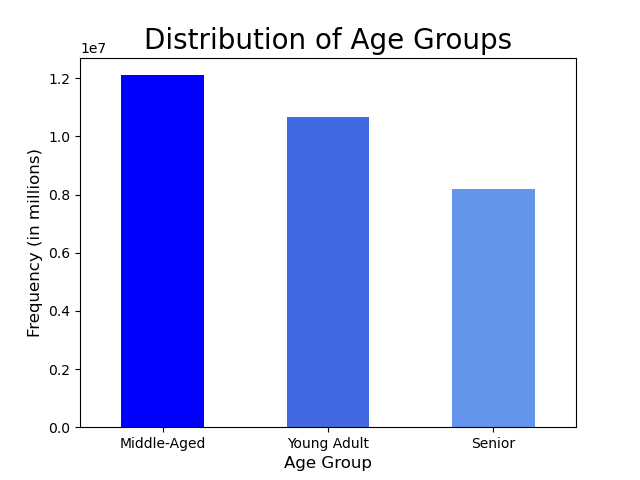 Distribution of Age Groups
1e7
1.2
1.0
0.8
0.6
0.4
0.2
0.0
Frequency (in millions)
Middle-Aged Young Adult Senior
Age Group